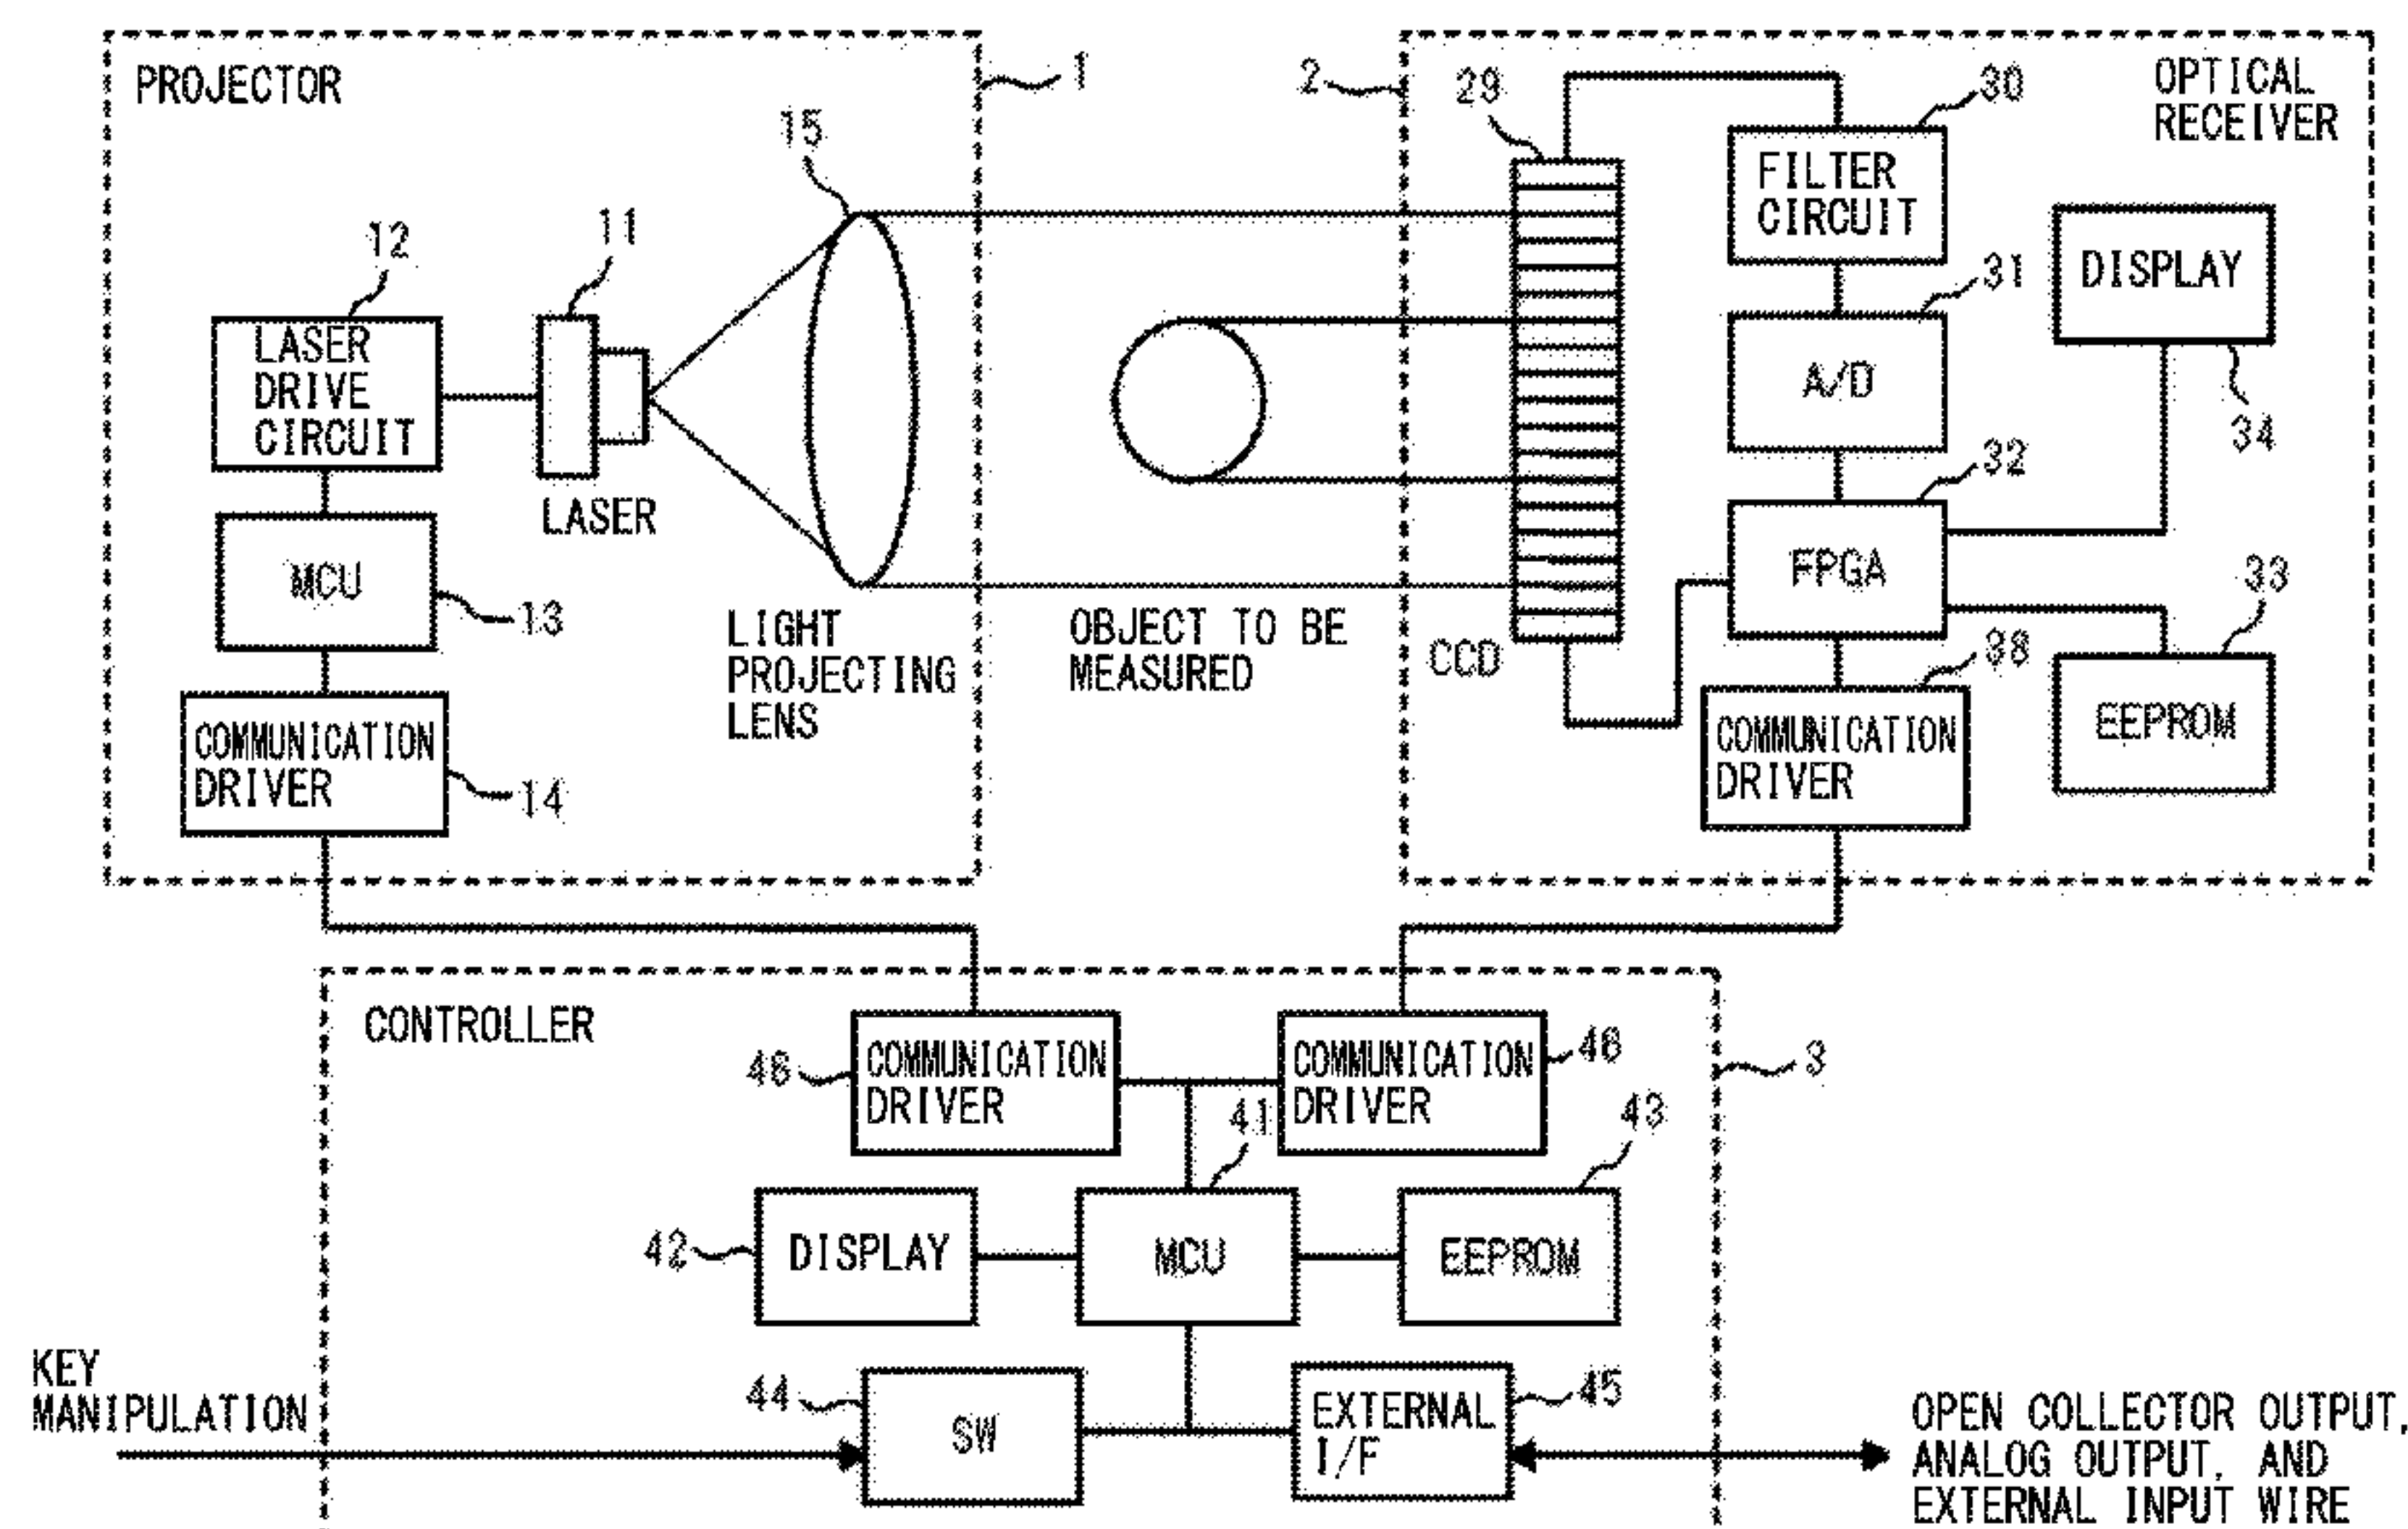 PROJECTOR
1
15
12
11
LASER
DRIVE
CIRCUIT
LASER
MCU
13
LIGHT
PROJECTING
LENS
COMMUNICATION
DRIVER
14
OBJECT TO BE
MEASURED
2
29
30
OPTICAL
RECEIVER
FILTER
CIRCUIT
DISPLAY
31
A/D
34
32
FPGA
33
CCD
38
COMMUNICATION
DRIVER
EEPROM
CONTROLLER
46
COMMUNICATION
DRIVER
COMMUNICATION
DRIVER
46
3
41
43
42
DISPLAY
MCU
EEPROM
KEY
MANIPULATION
44
SW
EXTERNAL
I/F
45
OPEN COLLECTOR OUTPUT,
ANALOG OUTPUT, AND
EXTERNAL INPUT WIRE